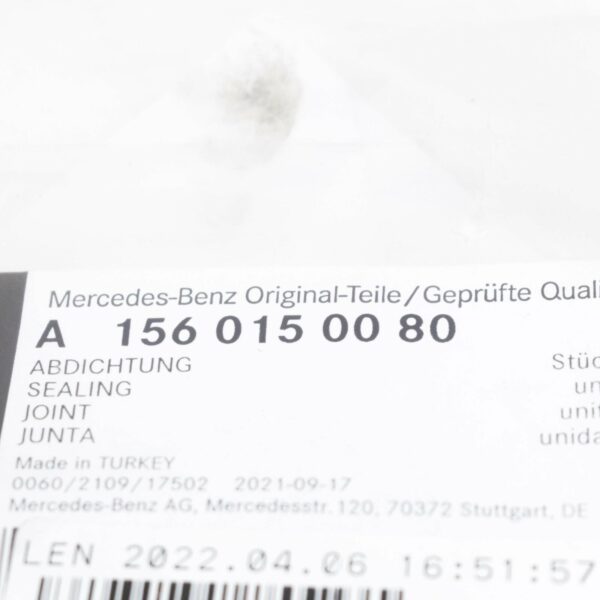 Mercedes-Benz Original-Teile/Geprüfte Quali
A 156 015 00 80
ABDICHTUNG Stüc
SEALING un
JOINT uni
JUNTA unida
Made in TURKEY
0060/2109/17502 2021-09-17
Mercedes-Benz AG, Mercedesstr.120, 70372 Stuttgart, DE
LEN 2022.04.06 16:51:57